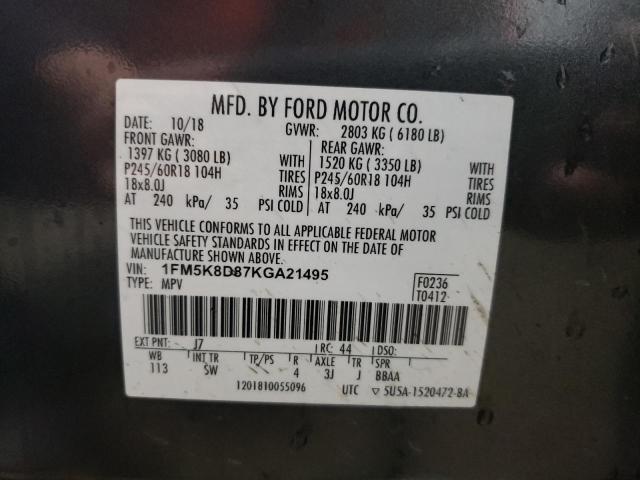 MFD. BY FORD MOTOR CO.
DATE: 10/18 GVWR: 2803 KG ( 6180 LB)
FRONT GAWR: REAR GAWR:
1397 KG ( 3080 LB) WITH 1520 KG ( 3350 LB) WITH
P245/60R18 104H TIRES P245/60R18 104H TIRES
18x8.0J RIMS 18x8.0J RIMS
AT 240 kPa/ 35 PSI COLD AT 240 kPa/ 35 PSI COLD
THIS VEHICLE CONFORMS TO ALL APPLICABLE FEDERAL MOTOR
VEHICLE SAFETY STANDARDS IN EFFECT ON THE DATE OF
MANUFACTURE SHOWN ABOVE.
VIN: 1FM5K8D87KGA21495 F0236
TYPE: MPV T0412
EXT PNT: J7 RC: 44 DSO:
WB INT TR TP/PS R AXLE TR SPR
113 SW 4 3J J BBAA
1201810055096 UTC ▽ 5U5A-1520472-8A